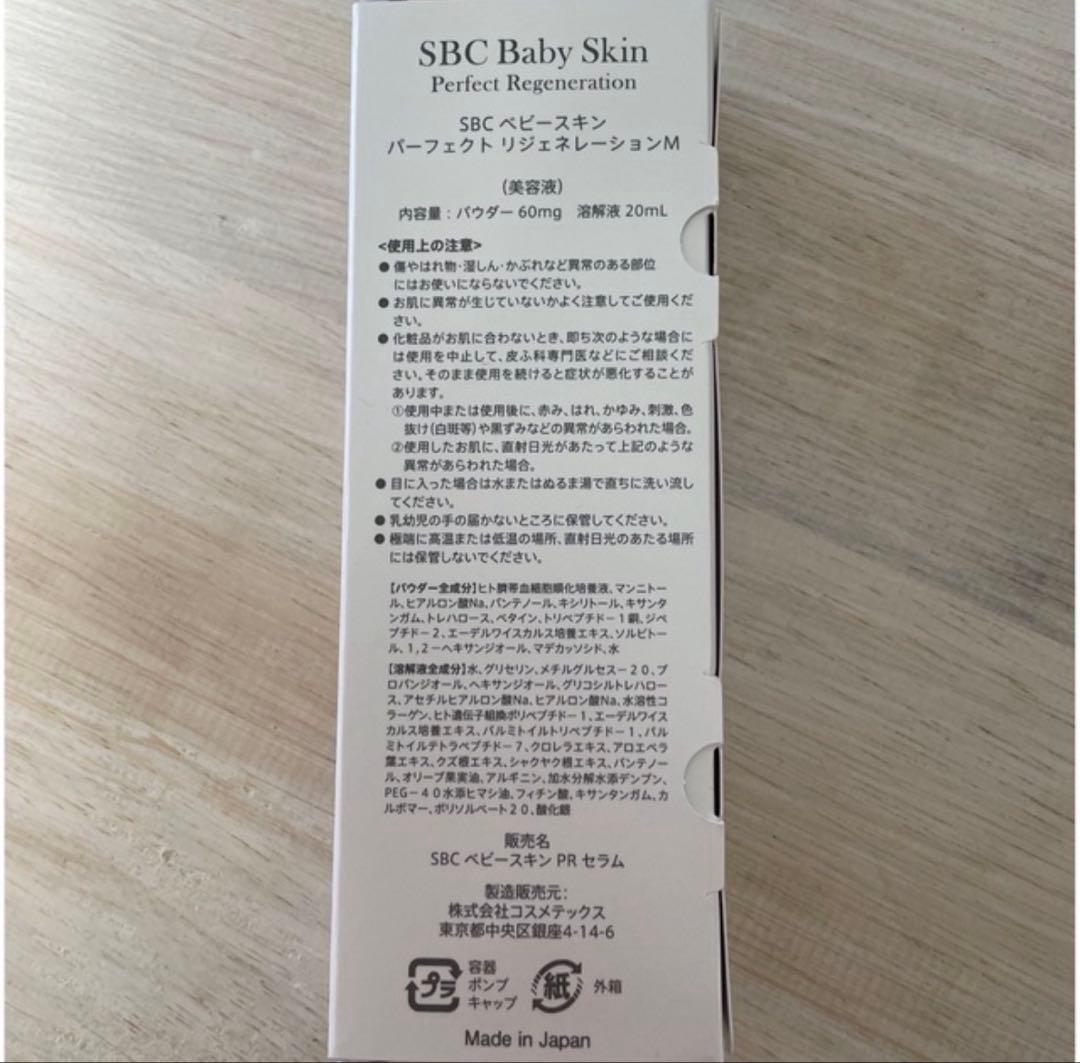 SBC Baby Skin
Perfect Regeneration
SBC ベビースキン
パーフェクト リジェネレーションM
(美容液)
内容量：パウダー 60mg　溶解液 20mL
<使用上の注意>
● 傷やはれ物・湿しん・かぶれなど異常のある部位
にはお使いにならないでください。
● お肌に異常が生じていないかよく注意してご使用くだ
さい。
● 化粧品がお肌に合わないとき、即ち次のような場合に
は使用を中止して、皮ふ科専門医などにご相談くだ
さい。そのまま使用を続けると症状が悪化することが
あります。
①使用中または使用後に、赤み、はれ、かゆみ、刺激、色
抜け(白斑等)や黒ずみなどの異常があらわれた場合。
②使用したお肌に、直射日光があたって上記のような
異常があらわれた場合。
● 目に入った場合は水またはぬるま湯で直ちに洗い流し
てください。
● 乳幼児の手の届かないところに保管してください。
● 極端に高温または低温の場所、直射日光のあたる場所
には保管しないでください。
【パウダー全成分】ヒト臍帯血細胞順化培養液、マンニトー
ル、ヒアルロン酸Na、パンテノール、キシリトール、キサンタ
ンガム、トレハロース、ベタイン、トリペプチドー１銅、ジペ
プチドー２、エーデルワイスカルス培養エキス、ソルビトー
ル、１，２ーヘキサンジオール、マデカッソシド、水
【溶解液全成分】水、グリセリン、メチルグルセスー２０、プ
ロパンジオール、ヘキサンジオール、グリコシルトレハロー
ス、アセチルヒアルロン酸Na、ヒアルロン酸Na、水溶性コ
ラーゲン、ヒト遺伝子組換ポリペプチドー１、エーデルワイス
カルス培養エキス、パルミトイルトリペプチドー１、パル
ミトイルテトラペプチドー７、クロレラエキス、アロエベラ
葉エキス、クズ根エキス、シャクヤク根エキス、パンテノー
ル、オリーブ果実油、アルギニン、加水分解水添デンプン、
PEGー４０水添ヒマシ油、フィチン酸、キサンタンガム、カ
ルボマー、ポリソルベート２０、酸化銀
販売名
SBC ベビースキン PR セラム
製造販売元：
株式会社コスメテックス
東京都中央区銀座4-14-6
プラ
容器
ポンプ
キャップ
紙
外箱
Made in Japan